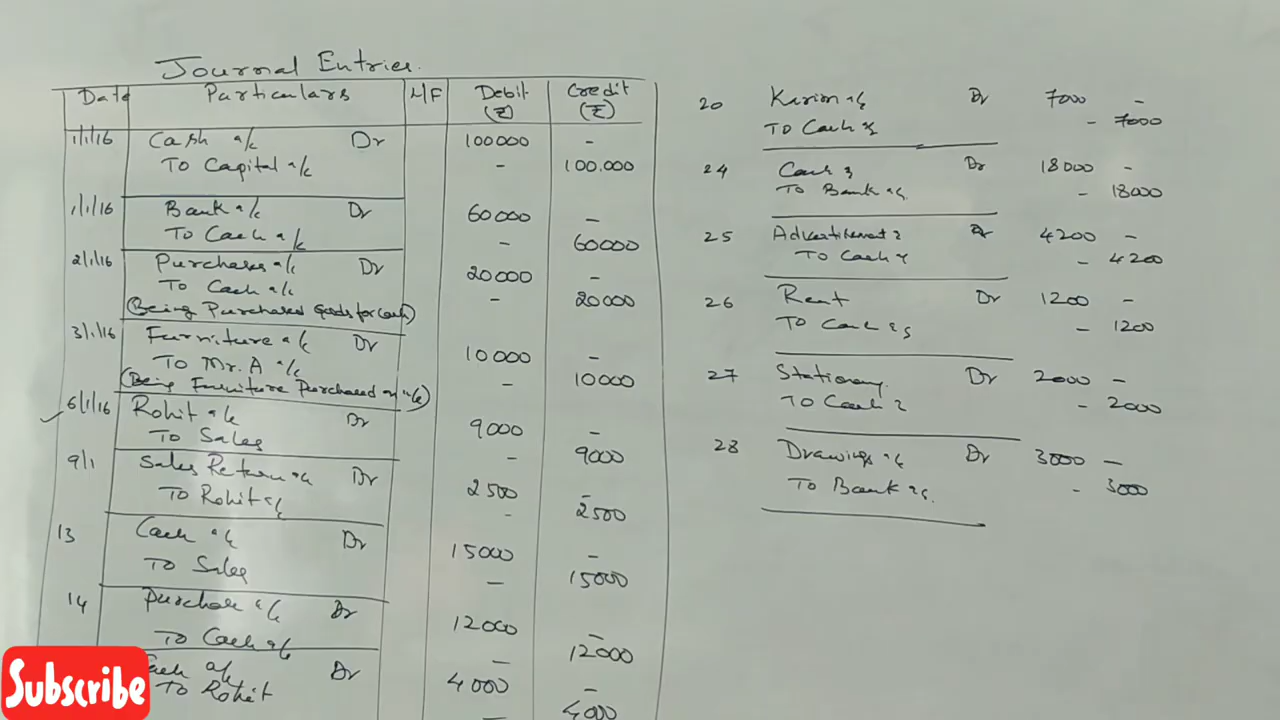 Journal Entries.
Date Particulars L/F Debit (₹) Credit (₹)
1/1/16 Cash a/c Dr 100000 -
To Capital a/c - 100.000
1/1/16 Bank a/c Dr 60000 -
To Cash a/c - 60000
2/1/16 Purchases a/c Dr 20000 -
To Cash a/c - 20000
(Being Purchased goods for cash)
3/1/16 Furniture a/c Dr 10000 -
To Mr. A a/c - 10000
(Being Furniture Purchased on a/c)
6/1/16 Rohit a/c Dr 9000 -
To Sales - 9000
9/1 Sales Return a/c Dr 2500 -
To Rohit a/c - 2500
13 Cash a/c Dr 15000 -
To Sales — 15000
14 Purchase a/c Dr 12000 -
To Cash a/c — 12000
Cash a/c Dr 4000 -
To Rohit — 4000
20 Karim a/c Dr 7000 -
To Cash a/c - 7000
24 Cash Dr 18000 -
To Bank a/c - 18000
25 Advertisement Dr 4200 -
To Cash - 4200
26 Rent Dr 1200 -
To Cash a/c - 1200
27 Stationary Dr 2000 -
To Cash - 2000
28 Drawings a/c Dr 3000 —
To Bank a/c. - 3000
Subscribe